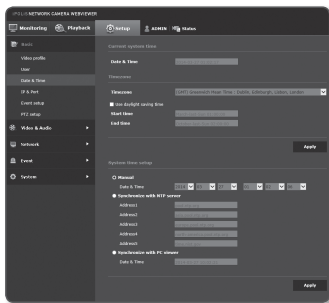 iPOLiS NETWORK CAMERA WEBVIEWER
Monitoring Playback Setup ADMIN Status
Basic
Video profile
User
Date & Time
IP & Port
Event setup
PTZ setup
Video & Audio
Network
Event
System
Current system time
Date & Time
Timezone
Timezone (GMT) Greenwich Mean Time : Dublin, Edinburgh, Lisbon, London
Use daylight saving time
Start time
End time
Apply
System time setup
Manual
Date & Time
Synchronize with NTP server
Address1
Address2
Address3
Address4
Address5
Synchronize with PC viewer
Date & Time
Apply